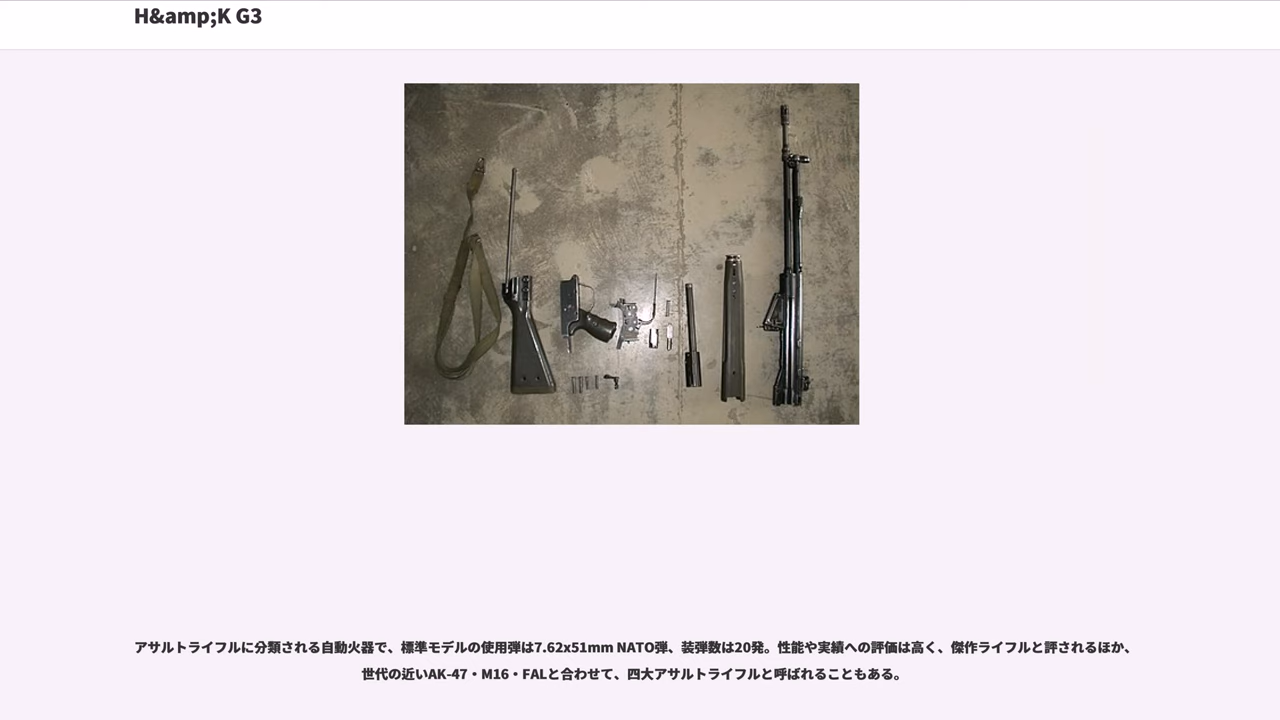 H&amp;K G3
アサルトライフルに分類される自動火器で、標準モデルの使用弾は7.62x51mm NATO弾、装弾数は20発。性能や実績への評価は高く、傑作ライフルと評されるほか、
世代の近いAK-47・M16・FALと合わせて、四大アサルトライフルと呼ばれることもある。